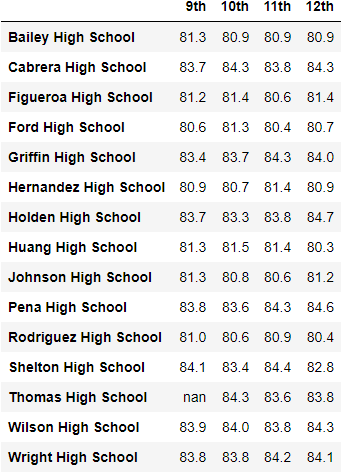 9th 10th 11th 12th
Bailey High School 81.3 80.9 80.9 80.9
Cabrera High School 83.7 84.3 83.8 84.3
Figueroa High School 81.2 81.4 80.6 81.4
Ford High School 80.6 81.3 80.4 80.7
Griffin High School 83.4 83.7 84.3 84.0
Hernandez High School 80.9 80.7 81.4 80.9
Holden High School 83.7 83.3 83.8 84.7
Huang High School 81.3 81.5 81.4 80.3
Johnson High School 81.3 80.8 80.6 81.2
Pena High School 83.8 83.6 84.3 84.6
Rodriguez High School 81.0 80.6 80.9 80.4
Shelton High School 84.1 83.4 84.4 82.8
Thomas High School nan 84.3 83.6 83.8
Wilson High School 83.9 84.0 83.8 84.3
Wright High School 83.8 83.8 84.2 84.1